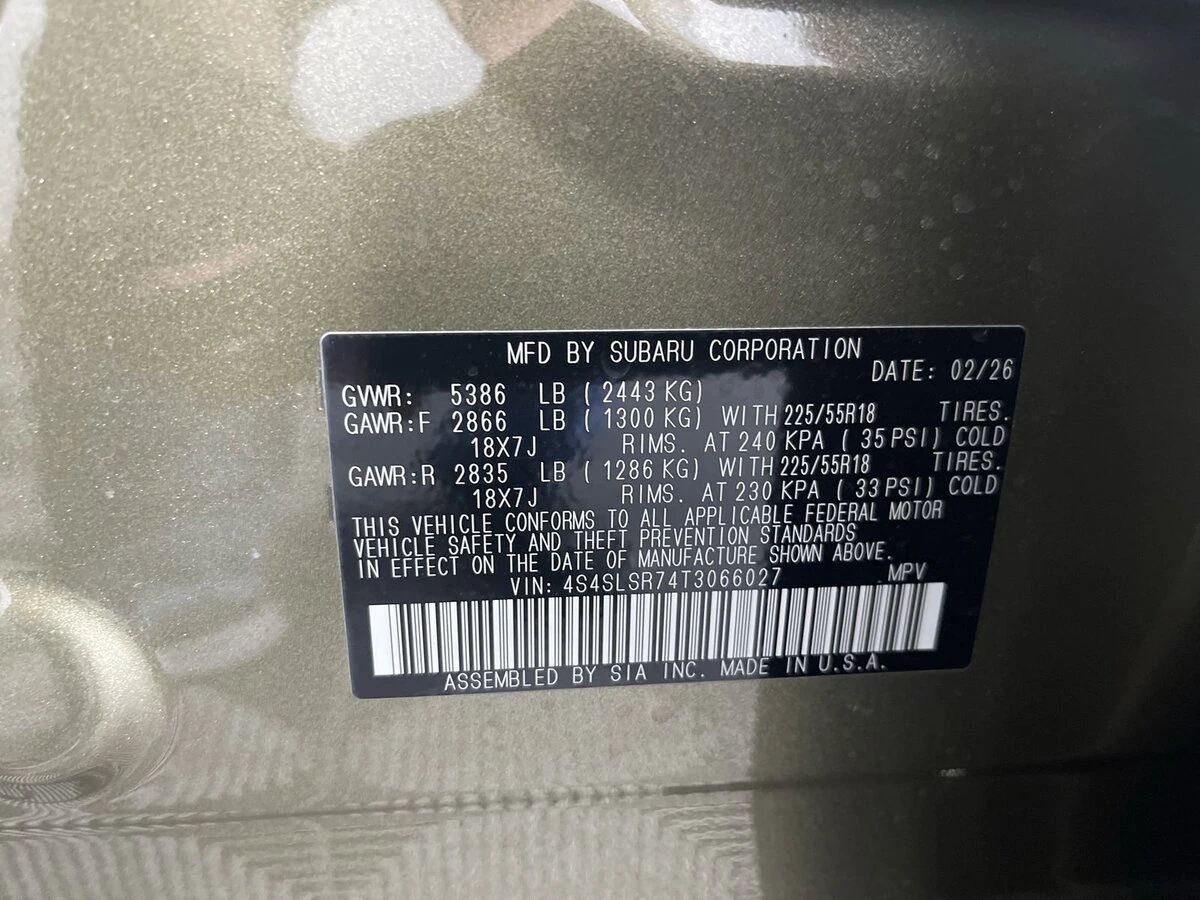 MFD BY SUBARU CORPORATION
DATE: 02/26
GVWR: 5386 LB ( 2443 KG)
GAWR:F 2866 LB ( 1300 KG) WITH 225/55R18 TIRES.
18X7J RIMS. AT 240 KPA ( 35 PSI) COLD
GAWR:R 2835 LB ( 1286 KG) WITH 225/55R18 TIRES.
18X7J RIMS. AT 230 KPA ( 33 PSI) COLD
THIS VEHICLE CONFORMS TO ALL APPLICABLE FEDERAL MOTOR
VEHICLE SAFETY AND THEFT PREVENTION STANDARDS
IN EFFECT ON THE DATE OF MANUFACTURE SHOWN ABOVE.
VIN: 4S4SLSR74T3066027 MPV
ASSEMBLED BY SIA INC. MADE IN U.S.A.